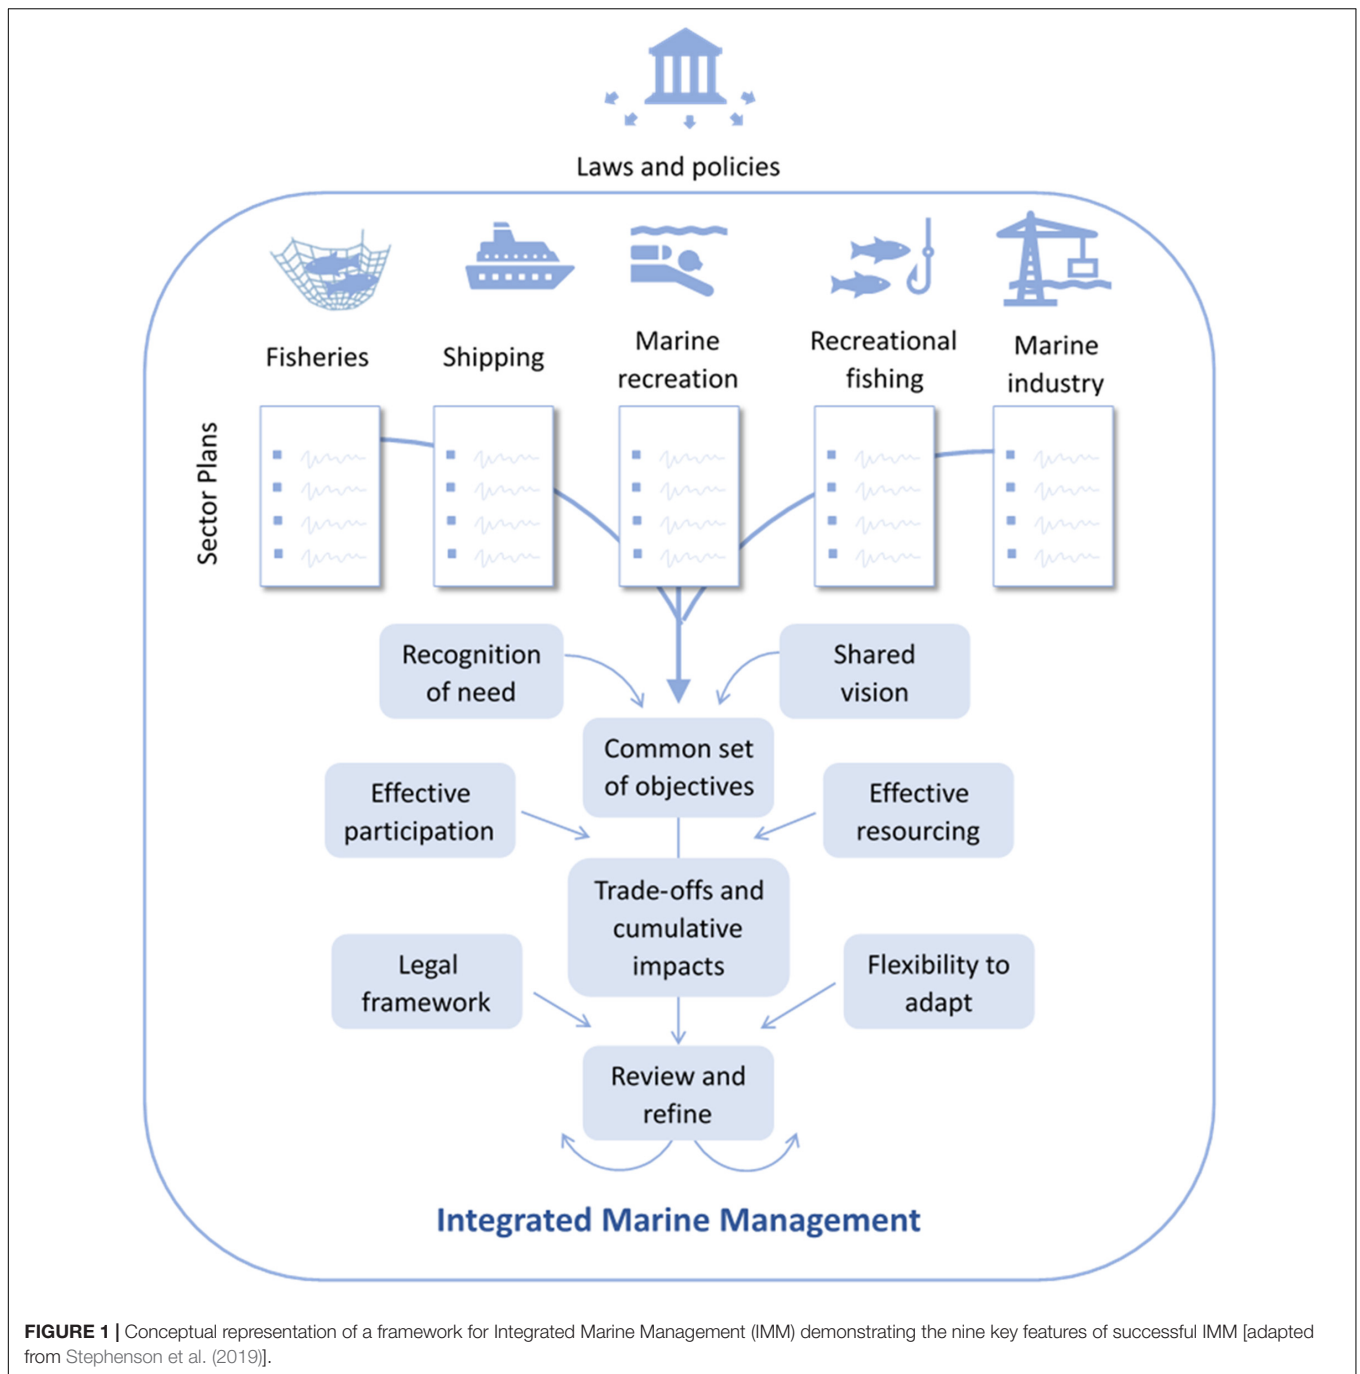 Laws and policies
Fisheries
Shipping
Marine
recreation
Recreational
fishing
Marine
industry
Sector Plans
Recognition
of need
Shared
vision
Common set
of objectives
Effective
participation
Effective
resourcing
Trade-offs and
cumulative
impacts
Legal
framework
Flexibility to
adapt
Review and
refine
Integrated Marine Management
FIGURE 1 | Conceptual representation of a framework for Integrated Marine Management (IMM) demonstrating the nine key features of successful IMM [adapted
from Stephenson et al. (2019)].